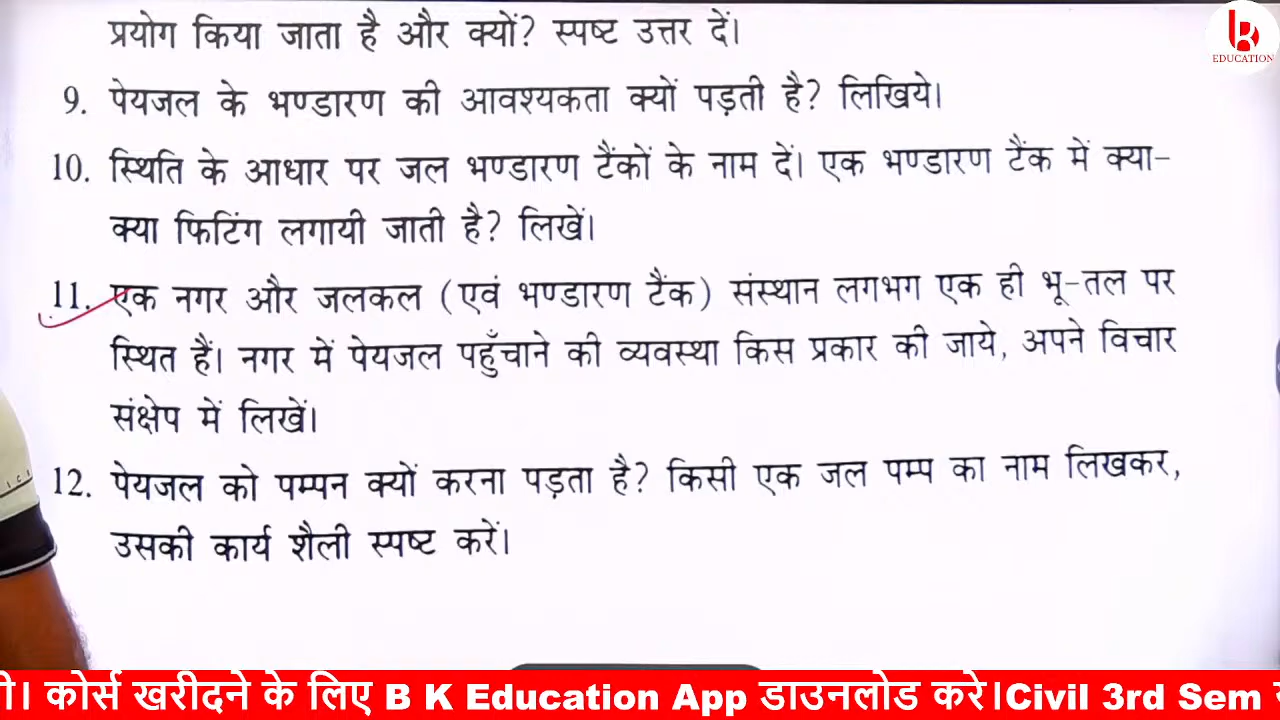 प्रयोग किया जाता है और क्यों? स्पष्ट उत्तर दें।
EDUCATION
9. पेयजल के भण्डारण की आवश्यकता क्यों पड़ती है? लिखिये।
10. स्थिति के आधार पर जल भण्डारण टैंकों के नाम दें। एक भण्डारण टैंक में क्या-
क्या फिटिंग लगायी जाती है? लिखें।
11. एक नगर और जलकल (एवं भण्डारण टैंक) संस्थान लगभग एक ही भू-तल पर
स्थित हैं। नगर में पेयजल पहुँचाने की व्यवस्था किस प्रकार की जाये, अपने विचार
संक्षेप में लिखें।
12. पेयजल को पम्पन क्यों करना पड़ता है? किसी एक जल पम्प का नाम लिखकर,
उसकी कार्य शैली स्पष्ट करें।
कोर्स खरीदने के लिए B K Education App डाउनलोड करे।Civil 3rd Sem